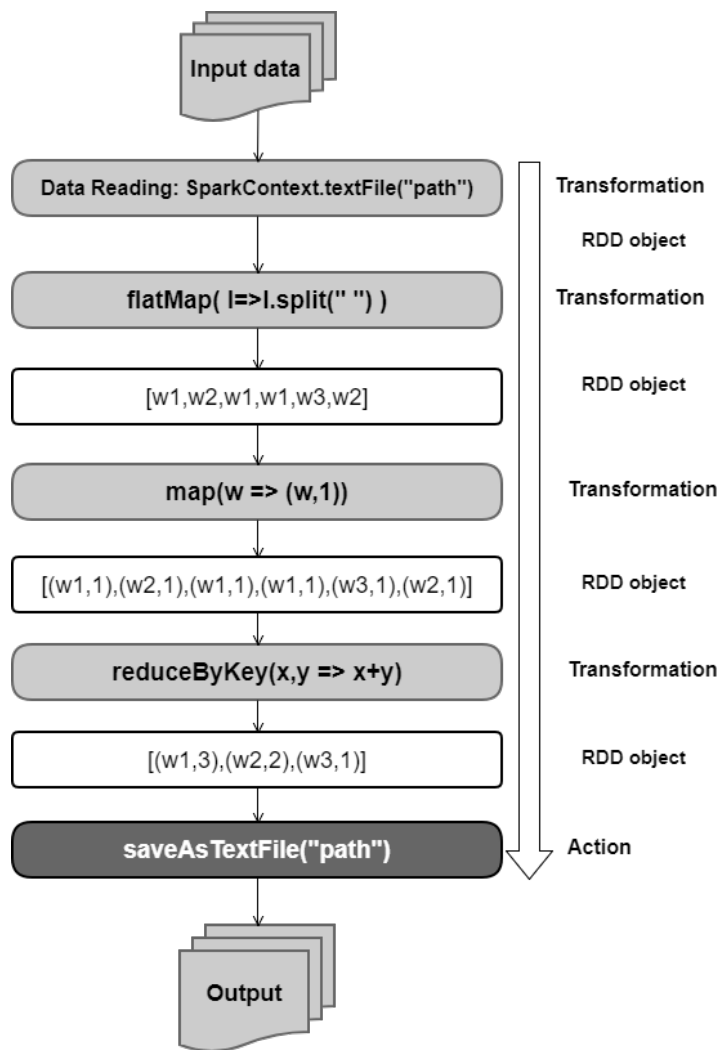 Input data
Data Reading: SparkContext.textFile("path")
Transformation
RDD object
flatMap( l=>l.split(" ") )
Transformation
[w1,w2,w1,w1,w3,w2]
RDD object
map(w => (w,1))
Transformation
[(w1,1),(w2,1),(w1,1),(w1,1),(w3,1),(w2,1)]
RDD object
reduceByKey(x,y => x+y)
Transformation
[(w1,3),(w2,2),(w3,1)]
RDD object
saveAsTextFile("path")
Action
Output